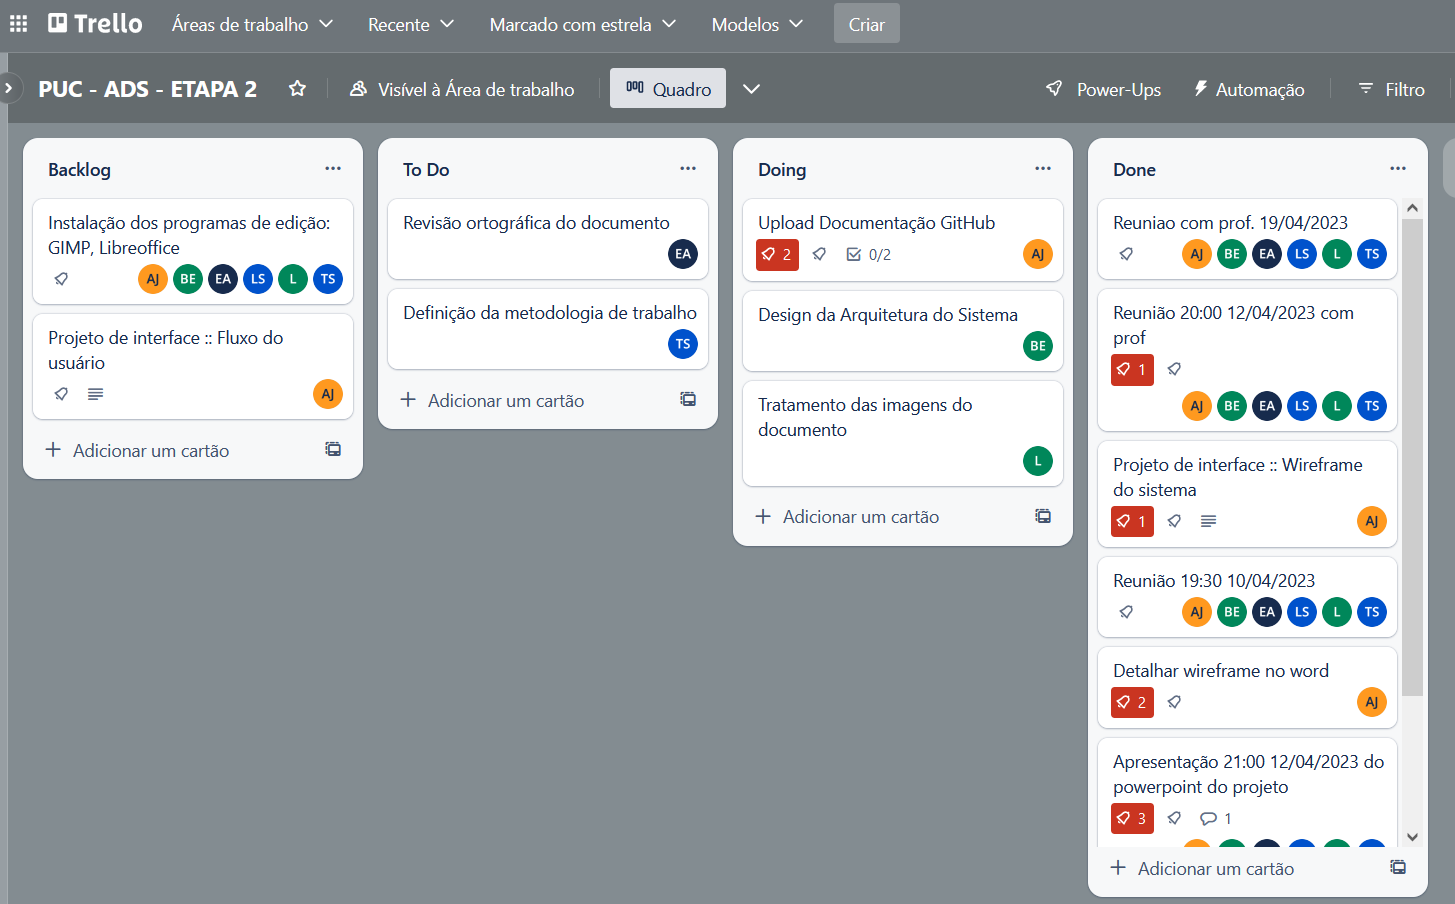 Trello
Áreas de trabalho
Recente
Marcado com estrela
Modelos
Criar
PUC - ADS - ETAPA 2
Visível à Área de trabalho
Quadro
Power-Ups
Automação
Filtro
Backlog
Instalação dos programas de edição:
GIMP, Libreoffice
AJ BE EA LS L TS
Projeto de interface :: Fluxo do
usuário
AJ
Adicionar um cartão
To Do
Revisão ortográfica do documento
EA
Definição da metodologia de trabalho
TS
Adicionar um cartão
Doing
Upload Documentação GitHub
2 0/2 AJ
Design da Arquitetura do Sistema
BE
Tratamento das imagens do
documento
L
Adicionar um cartão
Done
Reuniao com prof. 19/04/2023
AJ BE EA LS L TS
Reunião 20:00 12/04/2023 com
prof
1
AJ BE EA LS L TS
Projeto de interface :: Wireframe
do sistema
1 AJ
Reunião 19:30 10/04/2023
AJ BE EA LS L TS
Detalhar wireframe no word
2 AJ
Apresentação 21:00 12/04/2023 do
powerpoint do projeto
3 1
Adicionar um cartão